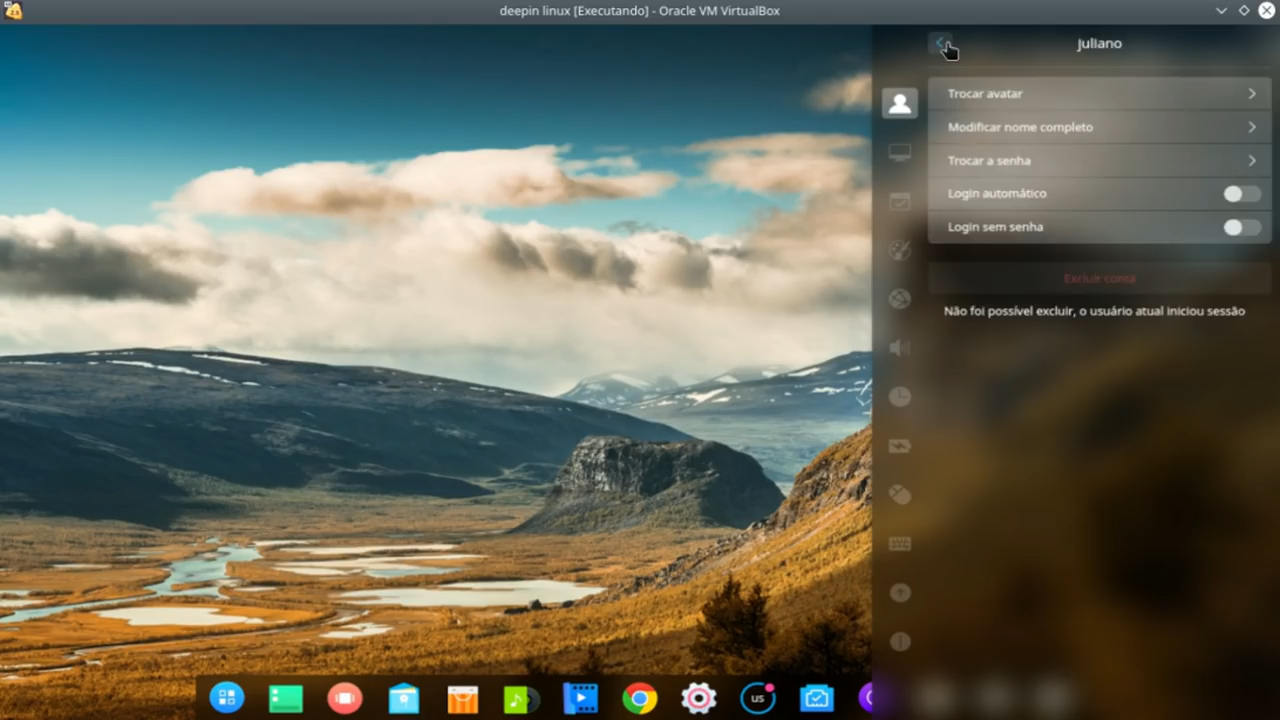 deepin linux [Executando] - Oracle VM VirtualBox
juliano
Trocar avatar
Modificar nome completo
Trocar a senha
Login automático
Login sem senha
Excluir conta
Não foi possível excluir, o usuário atual iniciou sessão
us